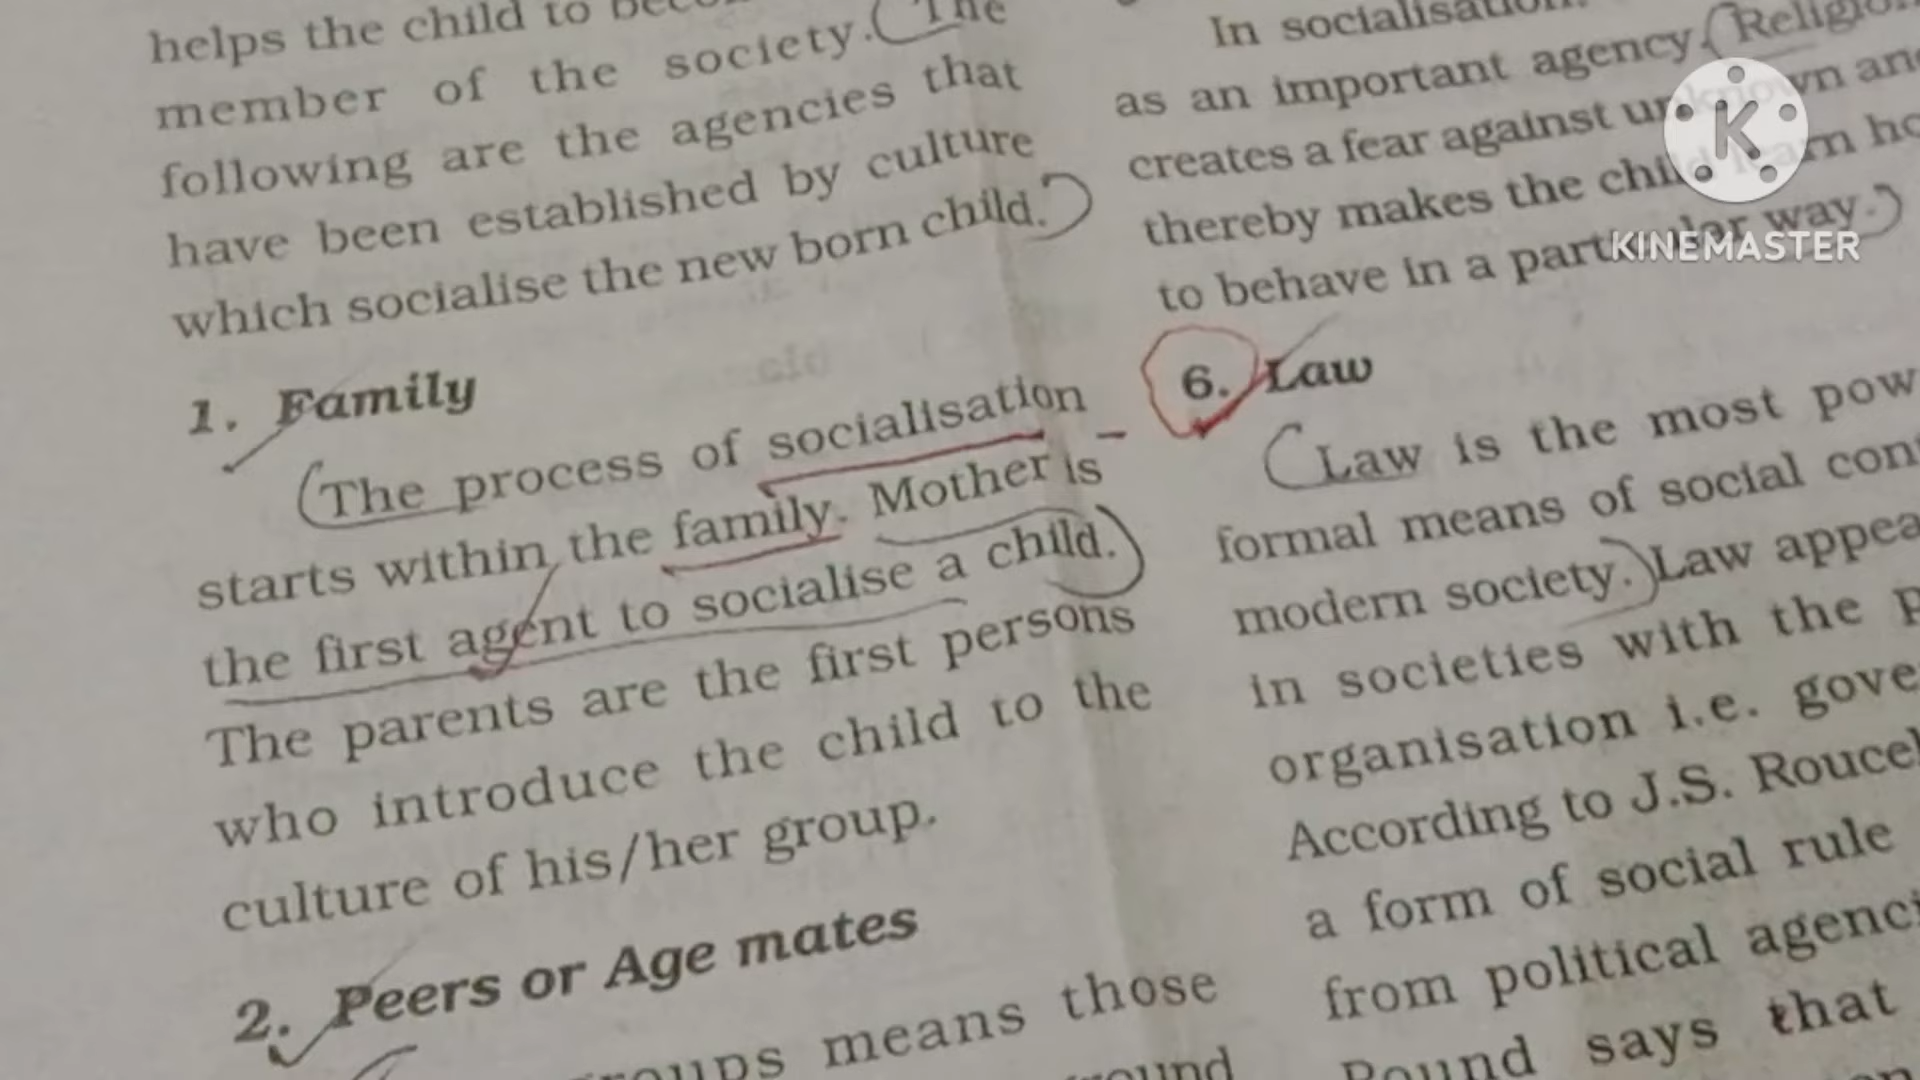 helps the child to
member of the society. The
following are the agencies that
have been established by culture
which socialise the new born child.
1. Family
The process of socialisation
starts within the family. Mother is
the first agent to socialise a child.
The parents are the first persons
who introduce the child to the
culture of his/her group.
2. Peers or Age mates
means those
In socialisation
as an important agency.
creates a fear against
thereby makes the child
to behave in a particular way.
6. Law
Law is the most
formal means of social
modern society. Law
in societies with the
organisation i.e.
According to J.S.
a form of social rule
from political
Pound says that
K
KINEMASTER